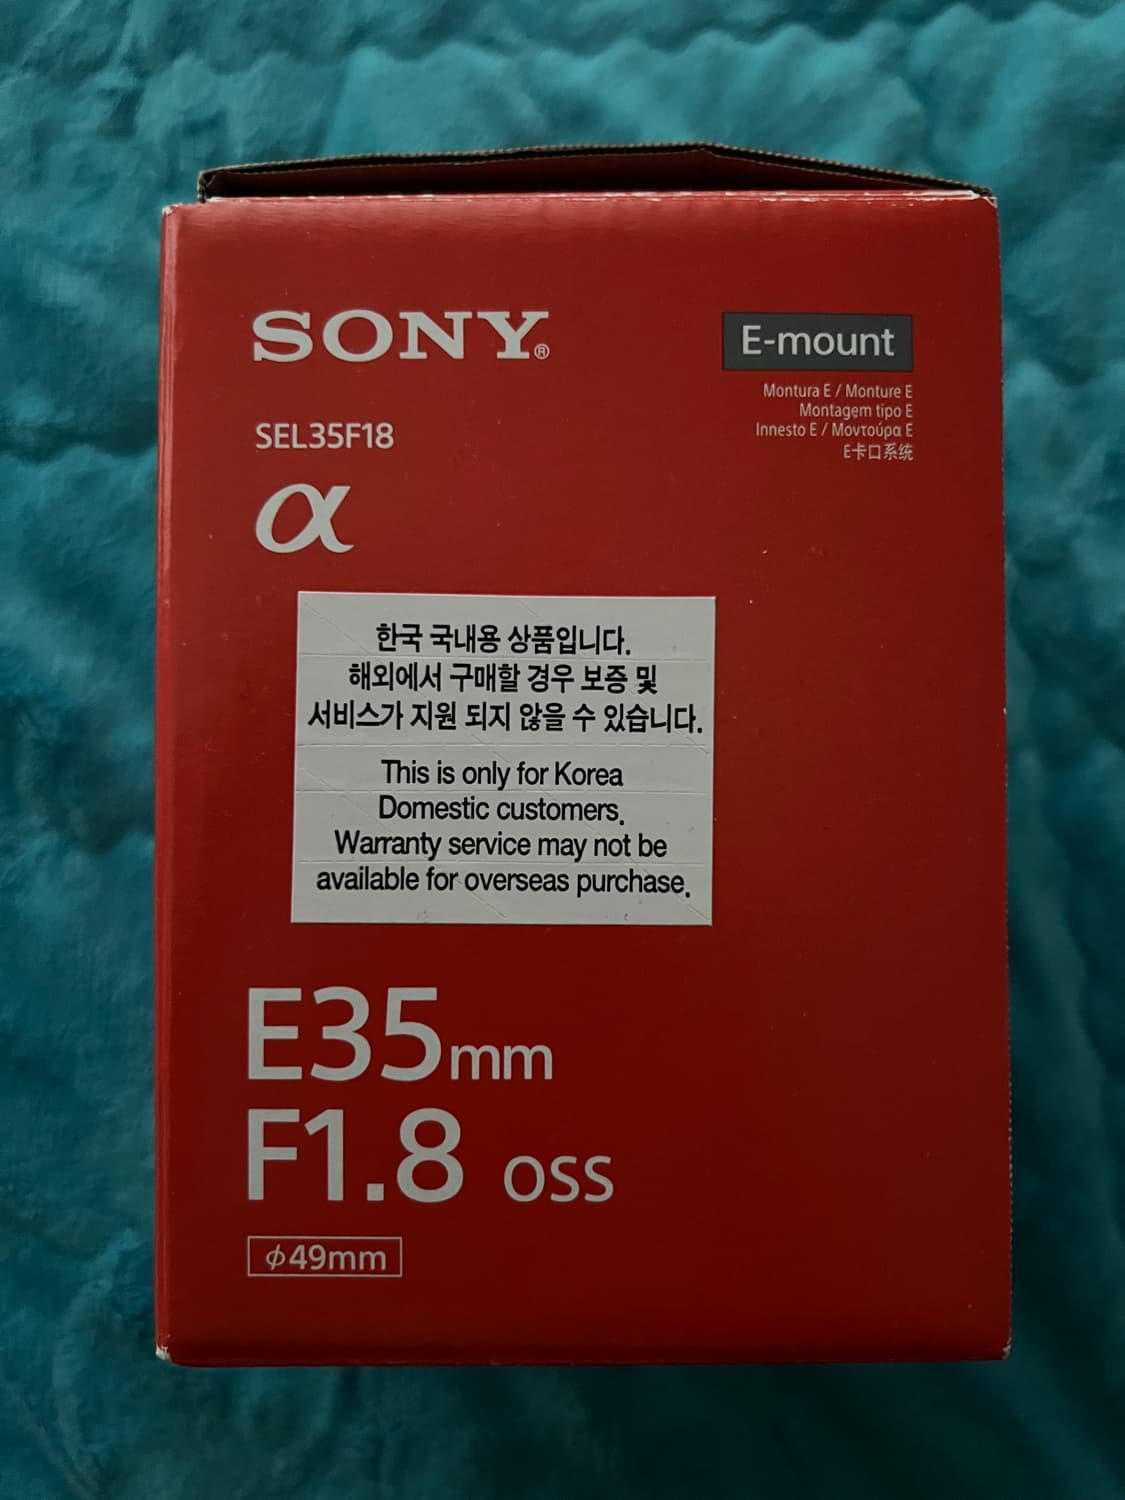 SONY®
E-mount
Montura E / Monture E
Montagem tipo E
Innesto E / Μοντούρα E
E卡口系统
SEL35F18
α
한국 국내용 상품입니다.
해외에서 구매할 경우 보증 및
서비스가 지원 되지 않을 수 있습니다.
This is only for Korea
Domestic customers.
Warranty service may not be
available for overseas purchase.
E35mm
F1.8 OSS
ϕ49mm